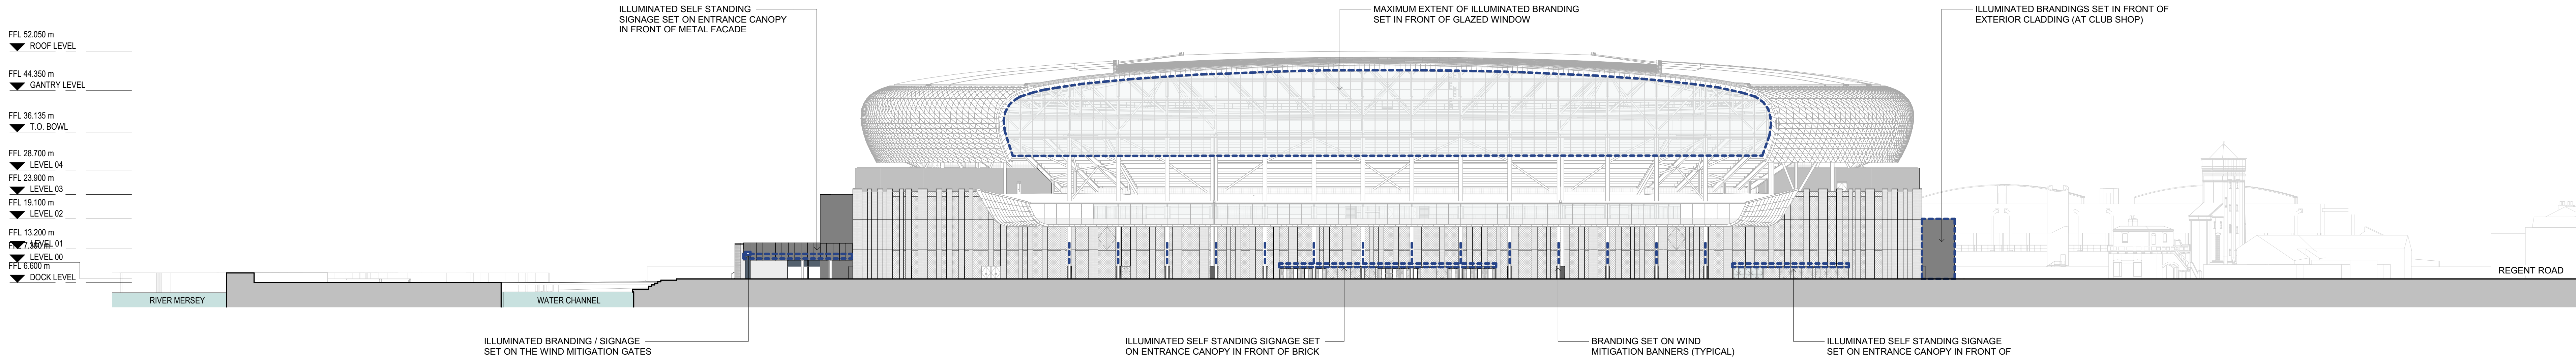 ILLUMINATED SELF STANDING
SIGNAGE SET ON ENTRANCE CANOPY
IN FRONT OF METAL FACADE
MAXIMUM EXTENT OF ILLUMINATED BRANDING
SET IN FRONT OF GLAZED WINDOW
ILLUMINATED BRANDINGS SET IN FRONT OF
EXTERIOR CLADDING (AT CLUB SHOP)
FFL 52.050 m
ROOF LEVEL
FFL 44.350 m
GANTRY LEVEL
FFL 36.135 m
T.O. BOWL
FFL 28.700 m
LEVEL 04
FFL 23.900 m
LEVEL 03
FFL 19.100 m
LEVEL 02
FFL 13.200 m
LEVEL 01
LEVEL 00
FFL 6.600 m
DOCK LEVEL
RIVER MERSEY
WATER CHANNEL
REGENT ROAD
ILLUMINATED BRANDING / SIGNAGE
SET ON THE WIND MITIGATION GATES
ILLUMINATED SELF STANDING SIGNAGE SET
ON ENTRANCE CANOPY IN FRONT OF BRICK
BRANDING SET ON WIND
MITIGATION BANNERS (TYPICAL)
ILLUMINATED SELF STANDING SIGNAGE
SET ON ENTRANCE CANOPY IN FRONT OF